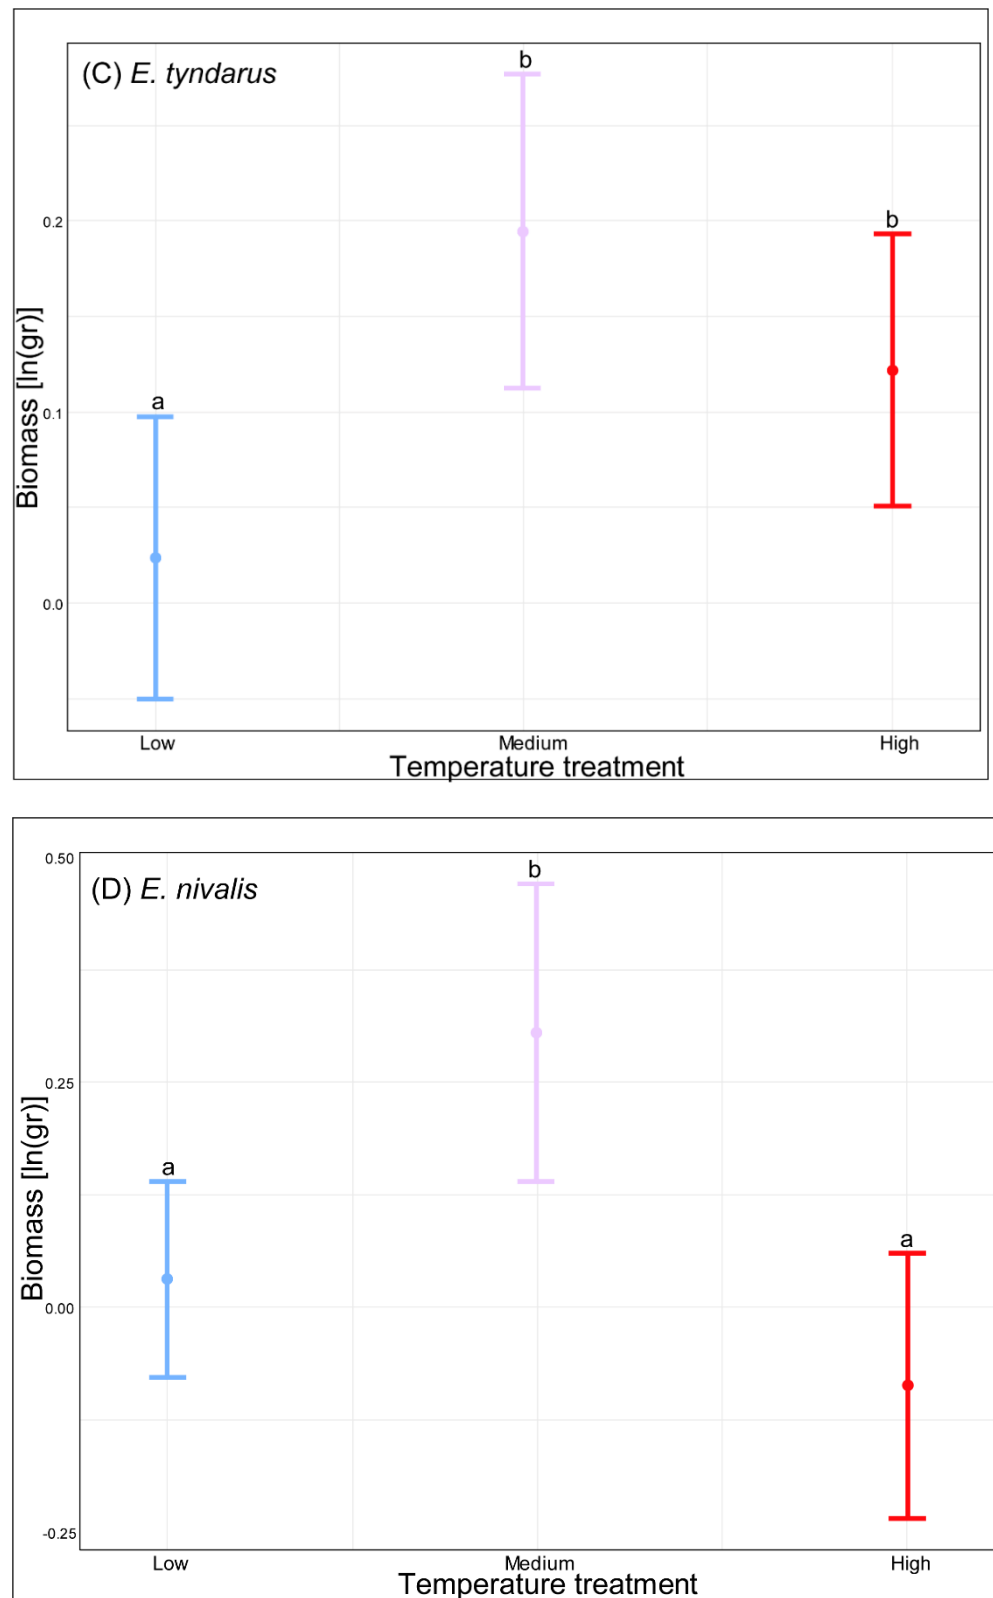 (C) E. tyndarus
b
b
a
0.2
0.1
0.0
Biomass [ln(gr)]
Low
Medium
High
Temperature treatment
0.50
(D) E. nivalis
b
0.25
a
a
0.00
-0.25
Biomass [ln(gr)]
Low
Medium
High
Temperature treatment